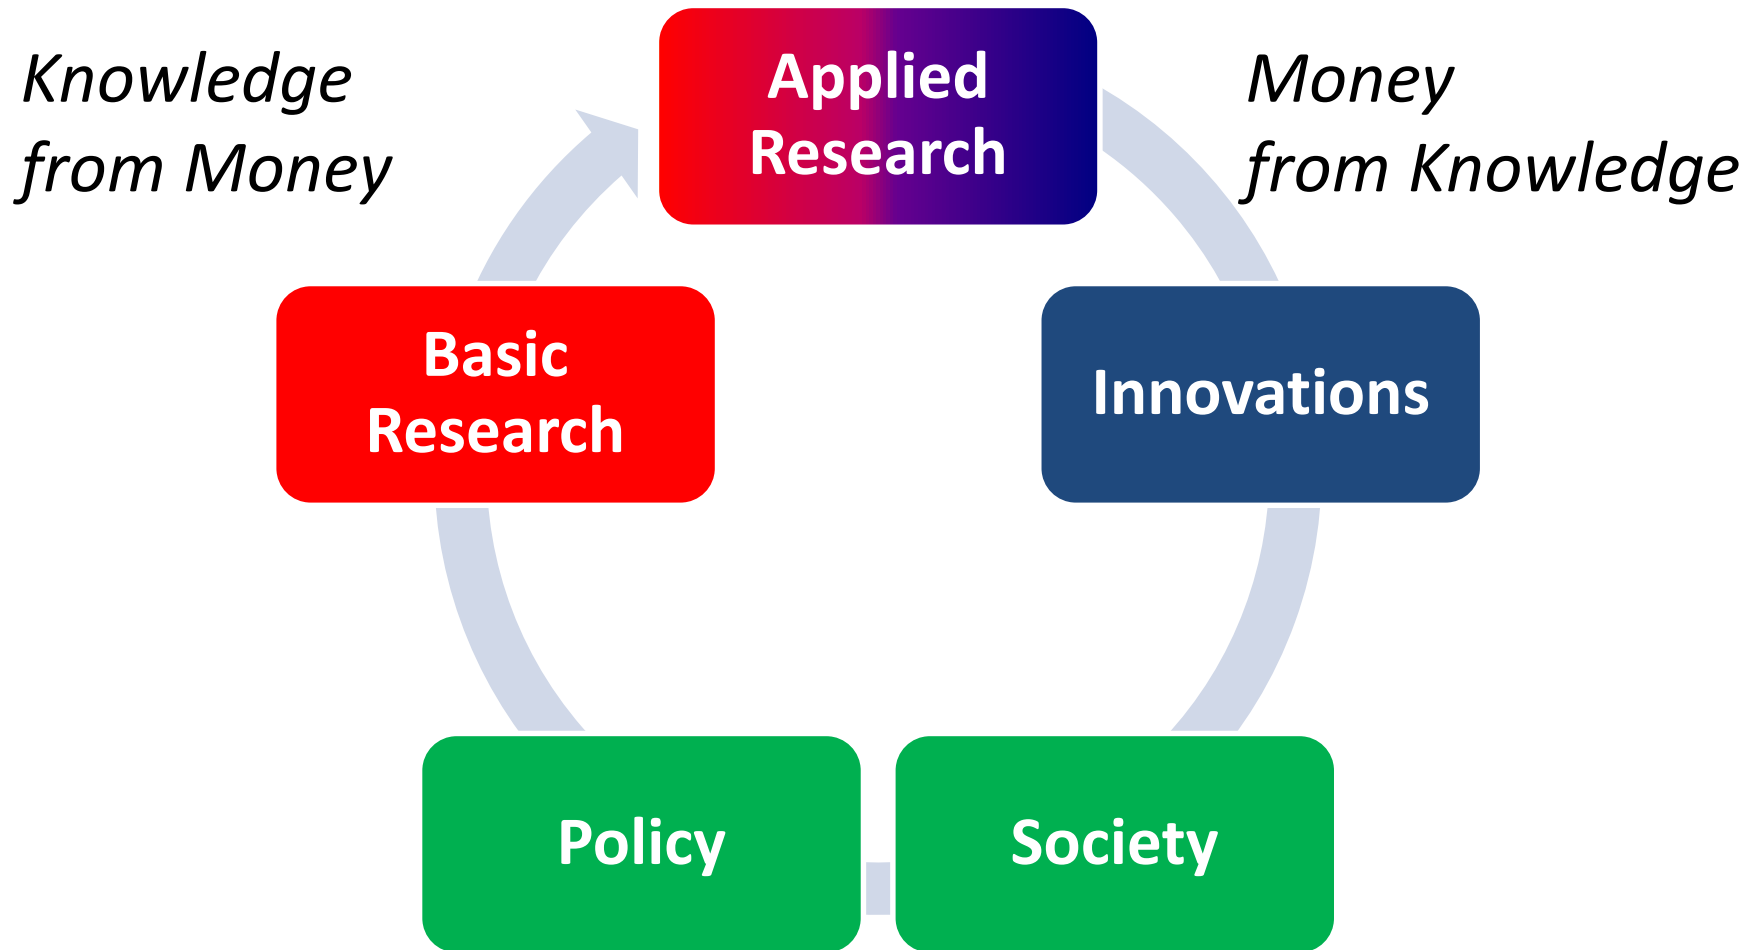 Knowledge
from Money
Applied
Research
Money
from Knowledge
Basic
Research
Innovations
Policy
Society